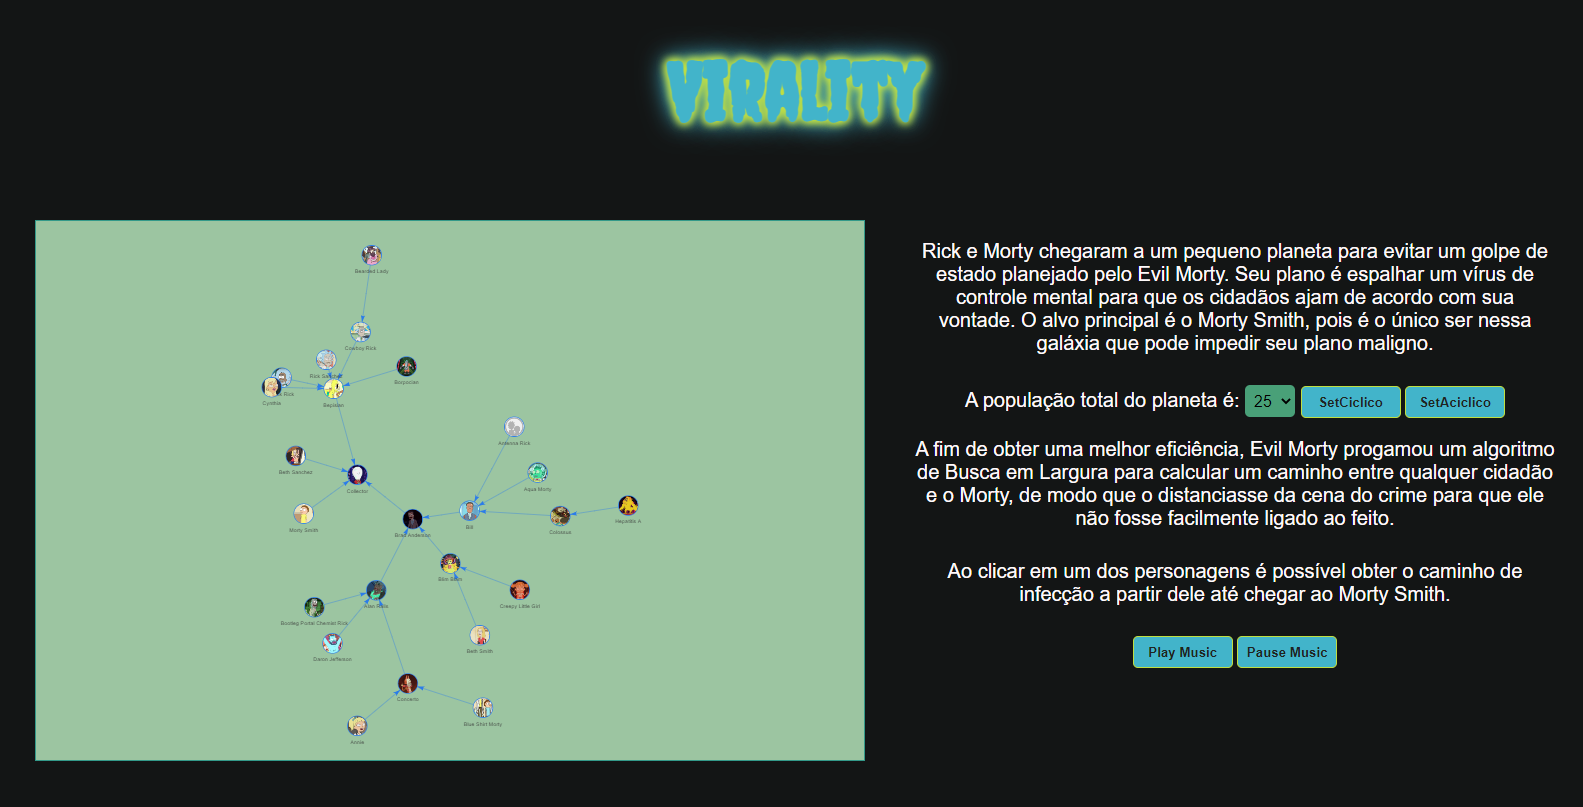 VIRALITY
Bearded Lady
Cowboy Rick
Rick Sanchez
Rick
Cynthia
Beth Sanchez
Collector
Morty Smith
Antenna Rick
Aqua Morty
Hepatitis A
Colossus
Bill
Brad Anderson
Creepy Little Girl
Beth Smith
Alan Rails
Bootleg Portal Chemist Rick
Daron Jefferson
Concerto
Blue Shirt Morty
Annie
Rick e Morty chegaram a um pequeno planeta para evitar um golpe de
estado planejado pelo Evil Morty. Seu plano é espalhar um vírus de
controle mental para que os cidadãos ajam de acordo com sua
vontade. O alvo principal é o Morty Smith, pois é o único ser nessa
galáxia que pode impedir seu plano maligno.
A população total do planeta é: 25 SetCiclico SetAciclico
A fim de obter uma melhor eficiência, Evil Morty progamou um algoritmo
de Busca em Largura para calcular um caminho entre qualquer cidadão
e o Morty, de modo que o distanciasse da cena do crime para que ele
não fosse facilmente ligado ao feito.
Ao clicar em um dos personagens é possível obter o caminho de
infecção a partir dele até chegar ao Morty Smith.
Play Music Pause Music